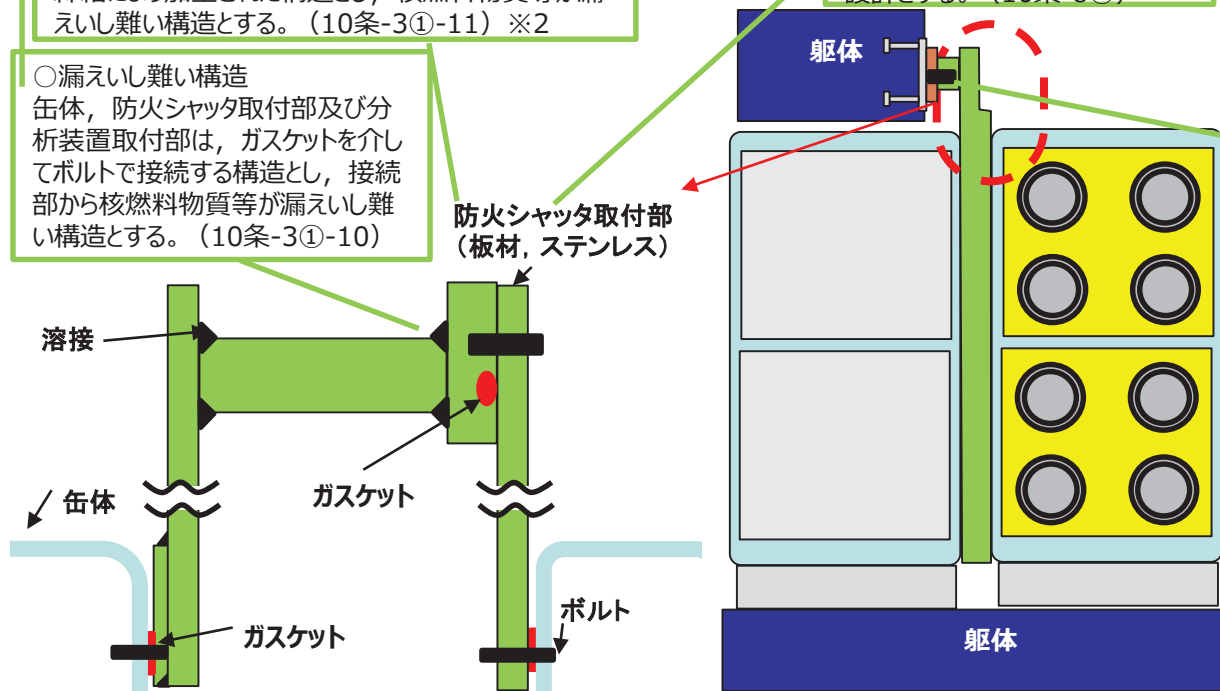 えいし難い構造とする。（10条-3①-11）※2
○漏えいし難い構造
缶体，防火シャッタ取付部及び分
析装置取付部は，ガスケットを介し
てボルトで接続する構造とし，接続
部から核燃料物質等が漏えいし難
い構造とする。（10条-3①-10）
躯体
防火シャッタ取付部
（板材，ステンレス）
溶接
ガスケット
缶体
ガスケット
ボルト
躯体